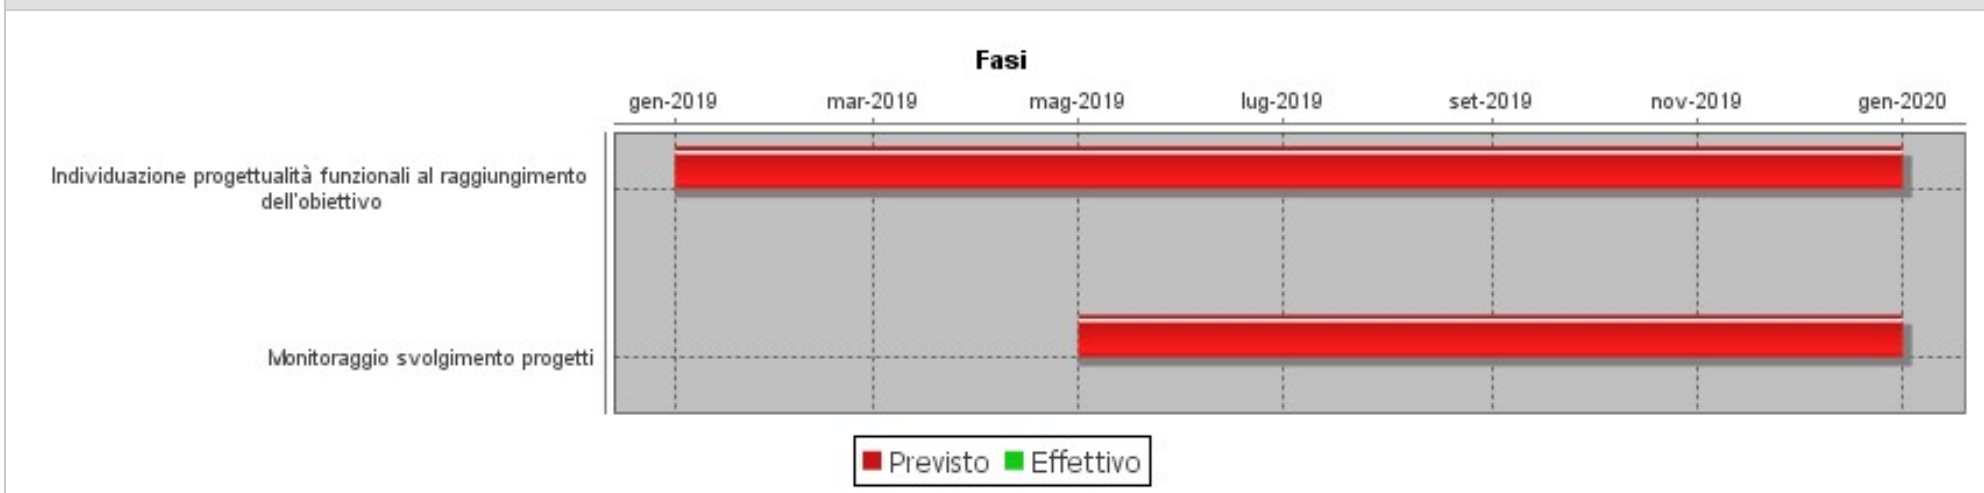 Fasi
gen-2019 mar-2019 mag-2019 lug-2019 set-2019 nov-2019 gen-2020
Individuazione progettualità funzionali al raggiungimento
dell'obiettivo
Monitoraggio svolgimento progetti
Previsto Effettivo